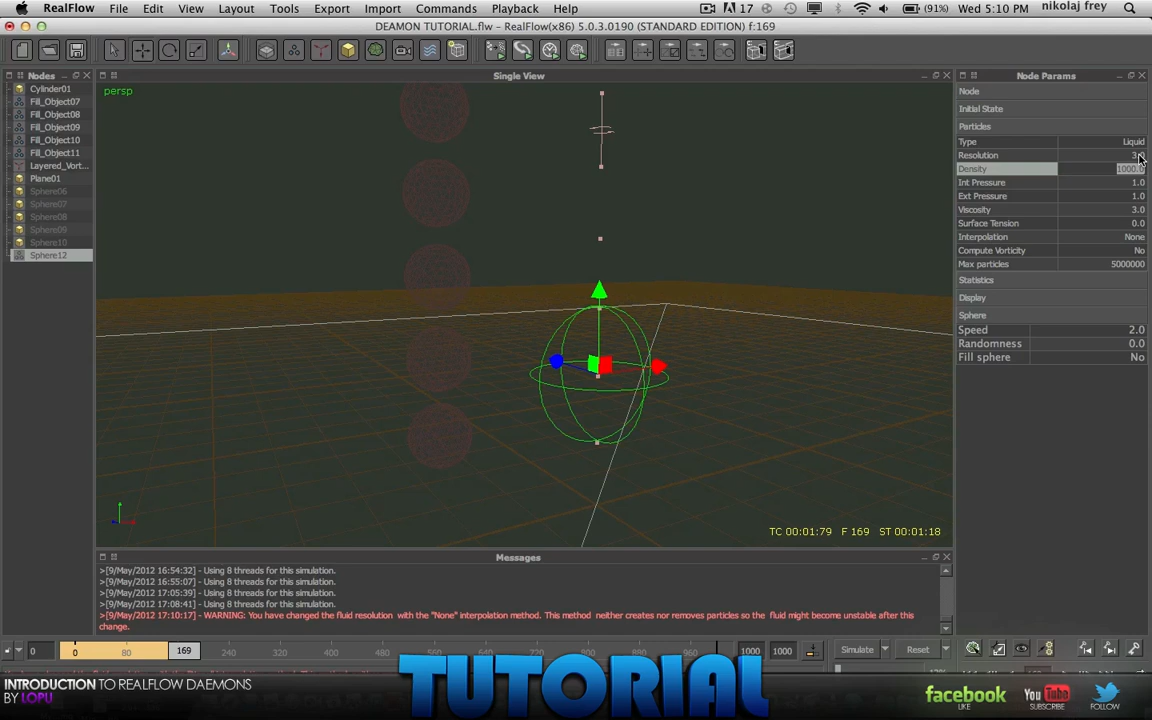 RealFlow File Edit View Layout Tools Export Import Commands Playback Help 17 (91%) Wed 5:10 PM nikolaj frey
DEAMON TUTORIAL.flw - RealFlow(x86) 5.0.3.0190 (STANDARD EDITION) f:169
Nodes
Cylinder01
Fill_Object07
Fill_Object08
Fill_Object09
Fill_Object10
Fill_Object11
Layered_Vort...
Plane01
Sphere06
Sphere07
Sphere08
Sphere09
Sphere10
Sphere12
Single View
persp
TC 00:01:79 F 169 ST 00:01:18
Node Params
Node
Initial State
Particles
Type Liquid
Resolution 3.0
Density 1000.0
Int Pressure 1.0
Ext Pressure 1.0
Viscosity 3.0
Surface Tension 0.0
Interpolation None
Compute Vorticity No
Max particles 5000000
Statistics
Display
Sphere
Speed 2.0
Randomness 0.0
Fill sphere No
Messages
>[9/May/2012 16:54:32] - Using 8 threads for this simulation.
>[9/May/2012 16:55:07] - Using 8 threads for this simulation.
>[9/May/2012 17:05:39] - Using 8 threads for this simulation.
>[9/May/2012 17:08:41] - Using 8 threads for this simulation.
>[9/May/2012 17:10:17] - WARNING: You have changed the fluid resolution with the "None" interpolation method. This method neither creates nor removes particles so the fluid might become unstable after this
change.
0 0 80 169 240 320 400 480 560 640 720 800 880 960 1000 1000 Simulate Reset
INTRODUCTION TO REALFLOW DAEMONS
BY LOPU
TUTORIAL
facebook
LIKE
YouTube
SUBSCRIBE
FOLLOW